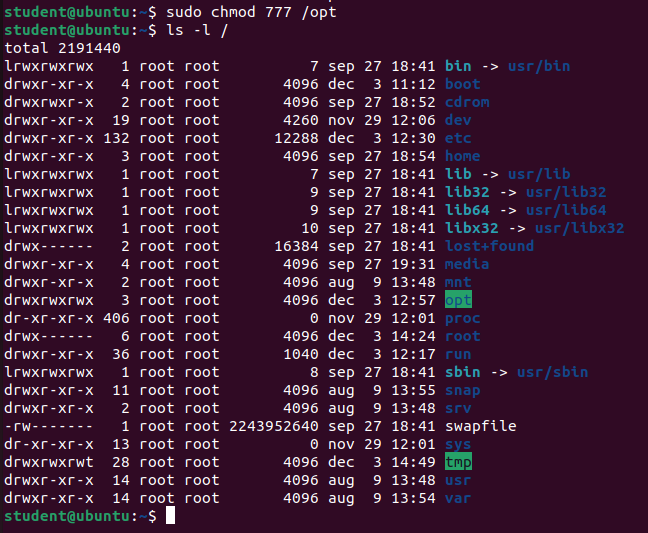 student@ubuntu:~$ sudo chmod 777 /opt
student@ubuntu:~$ ls -l /
total 2191440
lrwxrwxrwx   1 root root          7 sep 27 18:41 bin -> usr/bin
drwxr-xr-x   4 root root       4096 dec  3 11:12 boot
drwxrwxr-x   2 root root       4096 sep 27 18:52 cdrom
drwxr-xr-x  19 root root       4260 nov 29 12:06 dev
drwxr-xr-x 132 root root      12288 dec  3 12:30 etc
drwxr-xr-x   3 root root       4096 sep 27 18:54 home
lrwxrwxrwx   1 root root          7 sep 27 18:41 lib -> usr/lib
lrwxrwxrwx   1 root root          9 sep 27 18:41 lib32 -> usr/lib32
lrwxrwxrwx   1 root root          9 sep 27 18:41 lib64 -> usr/lib64
lrwxrwxrwx   1 root root         10 sep 27 18:41 libx32 -> usr/libx32
drwx------   2 root root      16384 sep 27 18:41 lost+found
drwxr-xr-x   4 root root       4096 sep 27 19:31 media
drwxr-xr-x   2 root root       4096 aug  9 13:48 mnt
drwxrwxrwx   3 root root       4096 dec  3 12:57 opt
dr-xr-xr-x 406 root root          0 nov 29 12:01 proc
drwx------   6 root root       4096 dec  3 14:24 root
drwxr-xr-x  36 root root       1040 dec  3 12:17 run
lrwxrwxrwx   1 root root          8 sep 27 18:41 sbin -> usr/sbin
drwxr-xr-x  11 root root       4096 aug  9 13:55 snap
drwxr-xr-x   2 root root       4096 aug  9 13:48 srv
-rw-------   1 root root 2243952640 sep 27 18:41 swapfile
dr-xr-xr-x  13 root root          0 nov 29 12:01 sys
drwxrwxrwt  28 root root       4096 dec  3 14:49 tmp
drwxr-xr-x  14 root root       4096 aug  9 13:48 usr
drwxr-xr-x  14 root root       4096 aug  9 13:54 var
student@ubuntu:~$